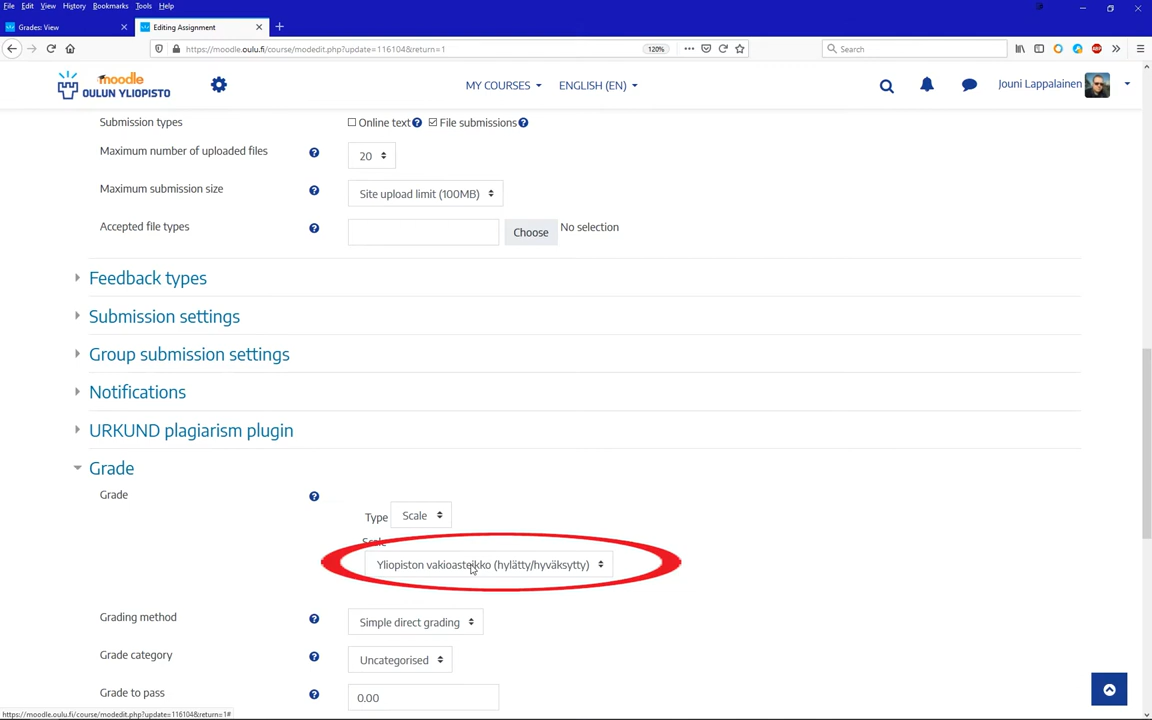 File Edit View History Bookmarks Tools Help
Grades: View
Editing Assignment
https://moodle.oulu.fi/course/modedit.php?update=116104&return=1
120%
Search
moodle
OULUN YLIOPISTO
MY COURSES
ENGLISH (EN)
Jouni Lappalainen
Submission types
Online text
File submissions
Maximum number of uploaded files
20
Maximum submission size
Site upload limit (100MB)
Accepted file types
Choose
No selection
Feedback types
Submission settings
Group submission settings
Notifications
URKUND plagiarism plugin
Grade
Grade
Type
Scale
Scale
Yliopiston vakioasteikko (hylätty/hyväksytty)
Grading method
Simple direct grading
Grade category
Uncategorised
Grade to pass
0.00
https://moodle.oulu.fi/course/modedit.php?update=116104&return=1#